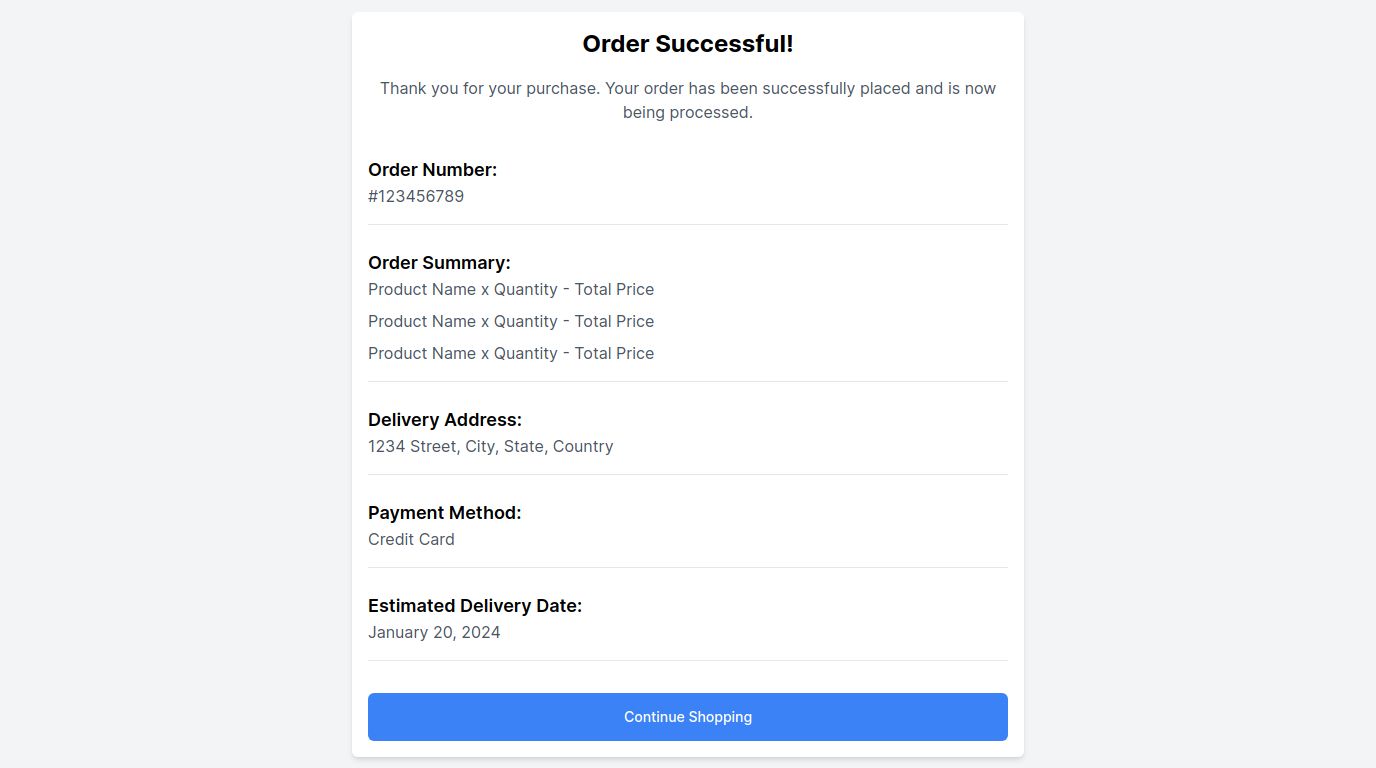 Order Successful!
Thank you for your purchase. Your order has been successfully placed and is now
being processed.
Order Number:
#123456789
Order Summary:
Product Name x Quantity - Total Price
Product Name x Quantity - Total Price
Product Name x Quantity - Total Price
Delivery Address:
1234 Street, City, State, Country
Payment Method:
Credit Card
Estimated Delivery Date:
January 20, 2024
Continue Shopping